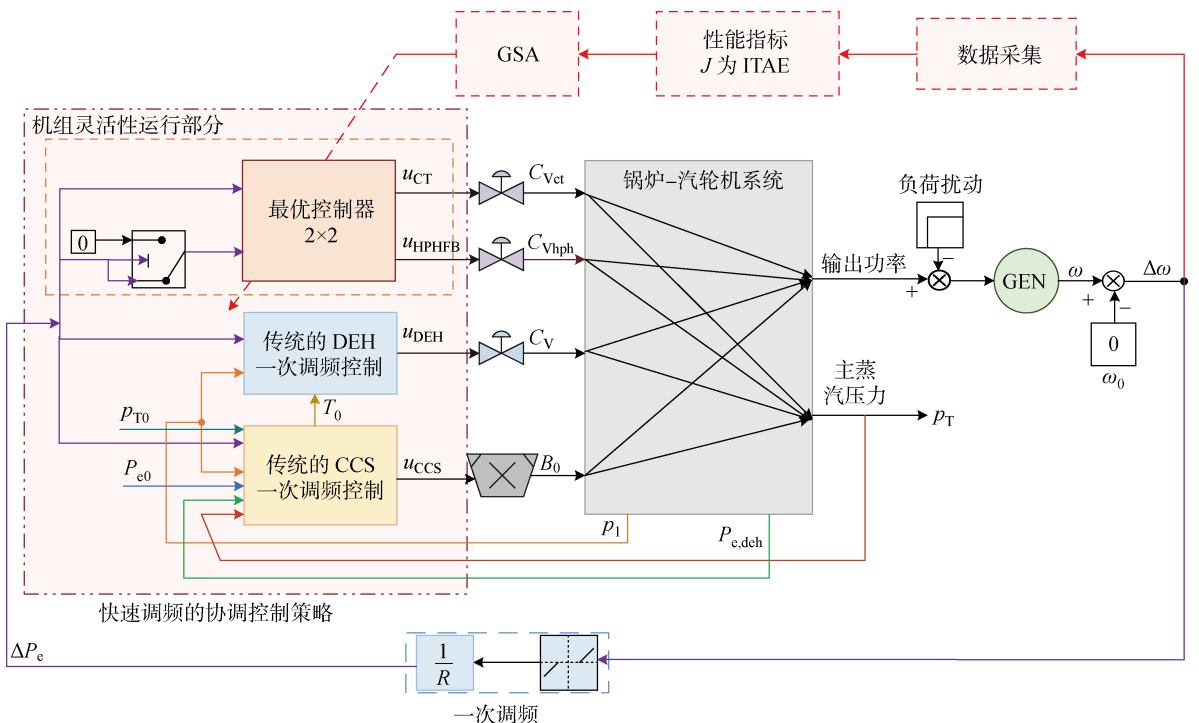 GSA
性能指标
J 为 ITAE
数据采集
机组灵活性运行部分
最优控制器
2×2
0
u_CT
u_HPHFB
C_Vct
C_Vhph
锅炉-汽轮机系统
负荷扰动
输出功率
−
+
GEN
ω
+
−
Δω
0
ω_0
传统的 DEH
一次调频控制
u_DEH
C_V
主蒸
汽压力
p_T
T_0
p_T0
P_e0
传统的 CCS
一次调频控制
u_CCS
B_0
p_1
P_e,deh
快速调频的协调控制策略
ΔP_e
1
R
一次调频